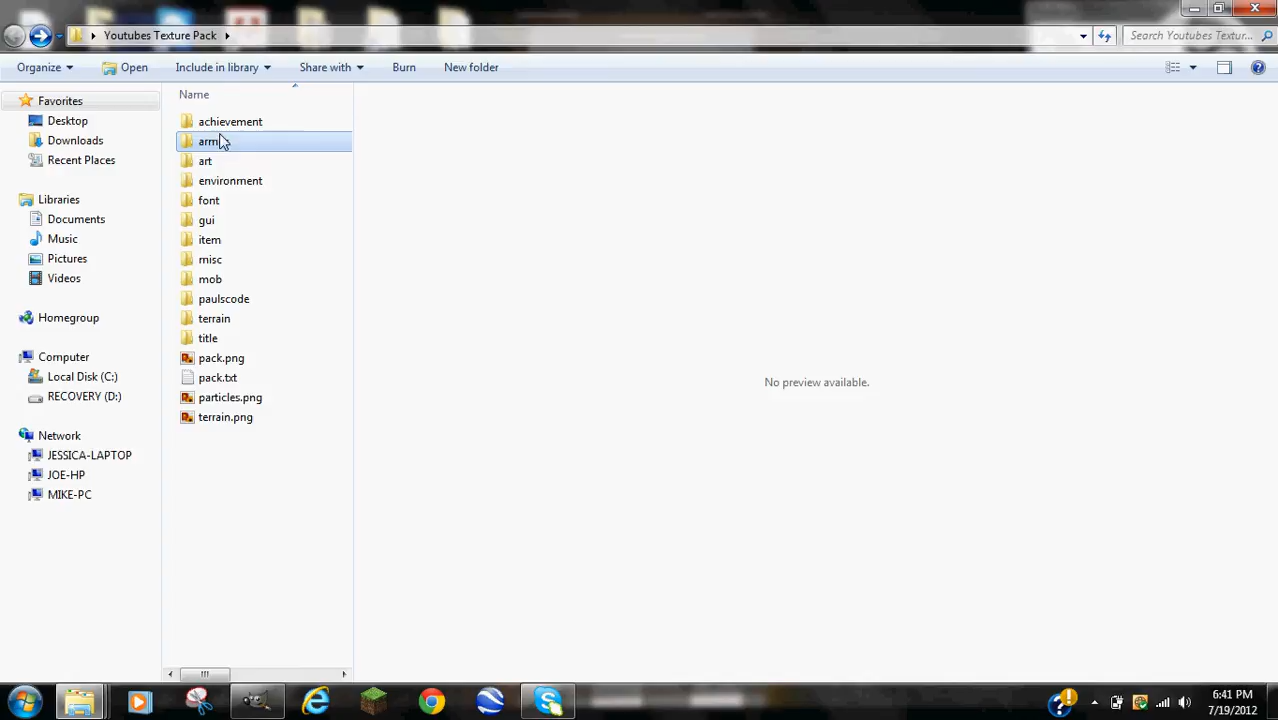 Youtubes Texture Pack
Search Youtubes Textur...
Organize
Open
Include in library
Share with
Burn
New folder
Favorites
Desktop
Downloads
Recent Places
Libraries
Documents
Music
Pictures
Videos
Homegroup
Computer
Local Disk (C:)
RECOVERY (D:)
Network
JESSICA-LAPTOP
JOE-HP
MIKE-PC
Name
achievement
art
environment
font
gui
item
misc
mob
paulscode
terrain
title
pack.png
pack.txt
particles.png
terrain.png
No preview available.
6:41 PM
7/19/2012